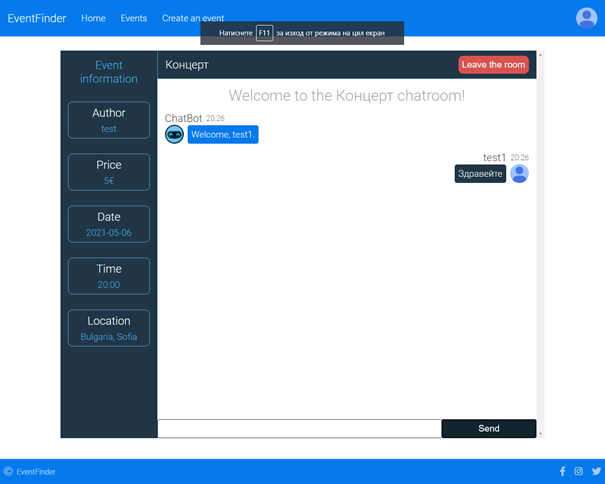 EventFinder Home Events Create an event
Натиснете F11 за изход от режима на цял екран
Event
information
Author
test
Price
5€
Date
2021-05-06
Time
20:00
Location
Bulgaria, Sofia
Концерт
Leave the room
Welcome to the Концерт chatroom!
ChatBot 20:26
Welcome, test1.
test1 20:26
Здравейте
Send
© EventFinder